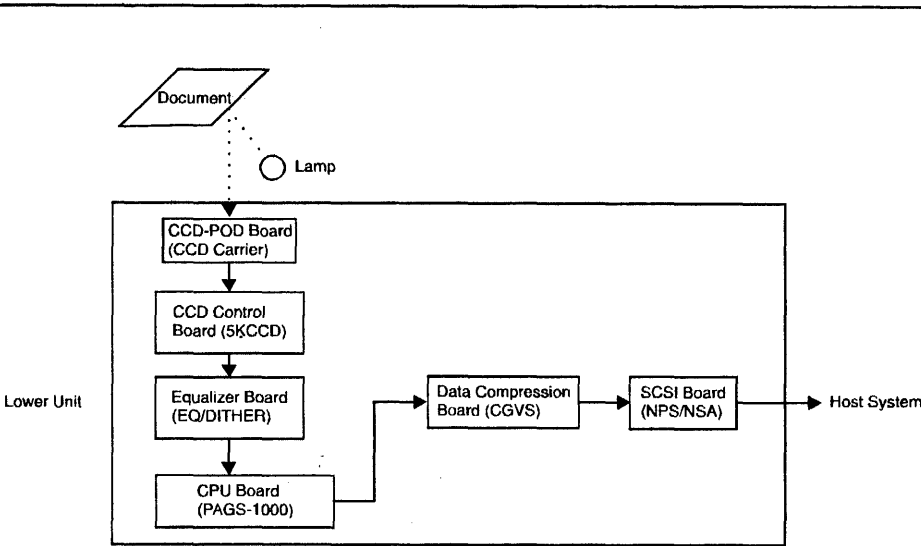 Document
Lamp
CCD-POD Board
(CCD Carrier)
CCD Control
Board (5KCCD)
Lower Unit
Equalizer Board
(EQ/DITHER)
Data Compression
Board (CGVS)
SCSI Board
(NPS/NSA)
Host System
CPU Board
(PAGS-1000)